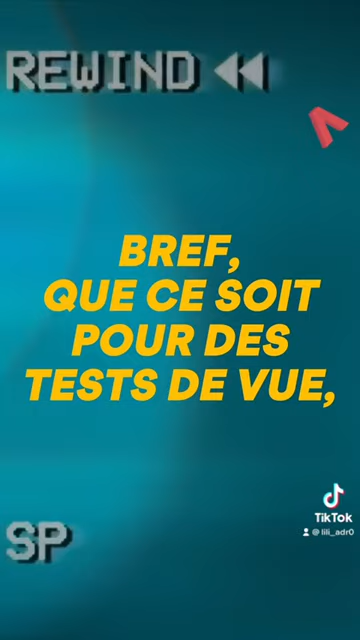 REWIND
BREF,
QUE CE SOIT
POUR DES
TESTS DE VUE,
TikTok
@lili_adr0
SP